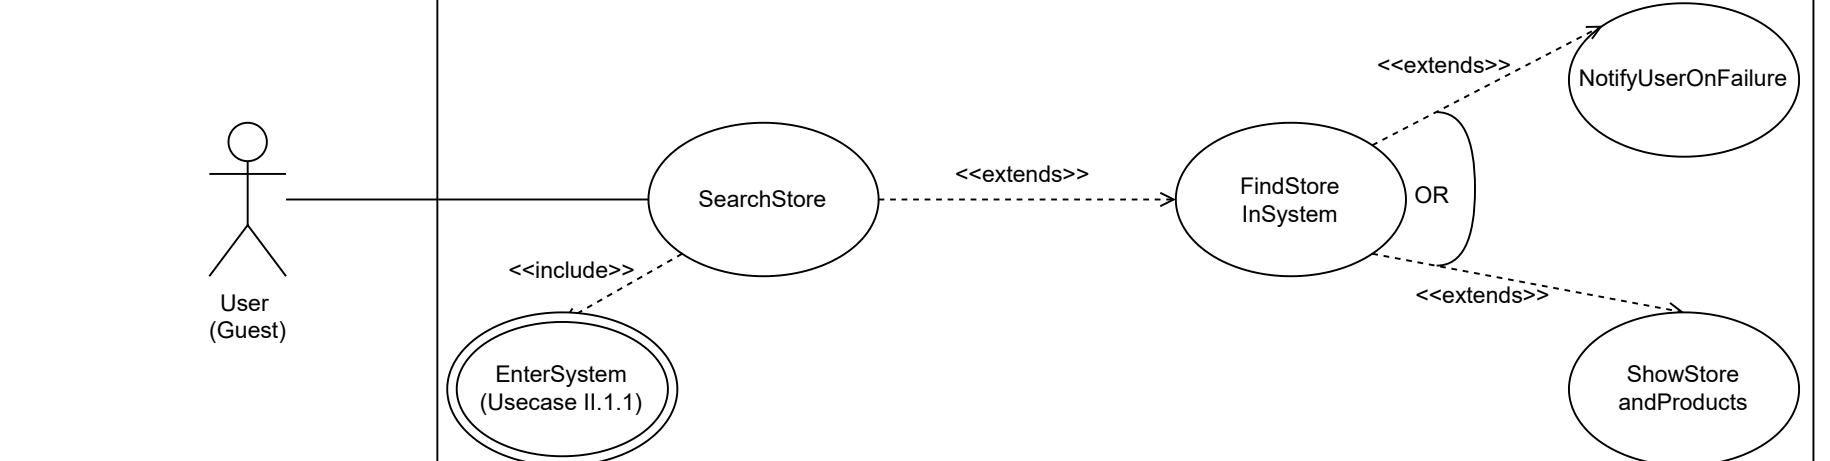 <<extends>>
NotifyUserOnFailure
<<extends>>
SearchStore
FindStore
InSystem
OR
<<include>>
<<extends>>
User
(Guest)
EnterSystem
(Usecase II.1.1)
ShowStore
andProducts